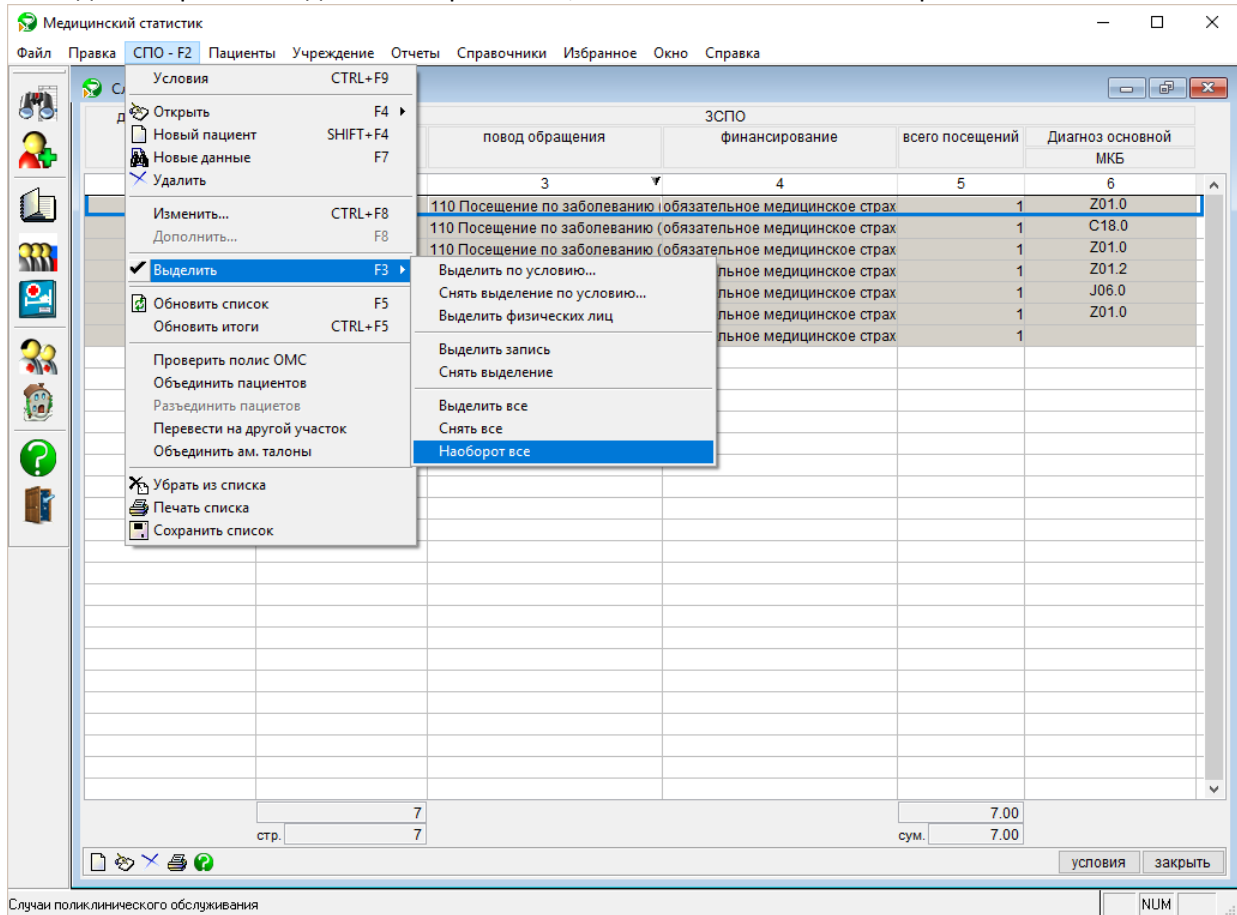 Медицинский статистик
Файл Правка СПО - F2 Пациенты Учреждение Отчеты Справочники Избранное Окно Справка
Условия CTRL+F9
Открыть F4
Новый пациент SHIFT+F4
Новые данные F7
Удалить
Изменить... CTRL+F8
Дополнить... F8
Выделить F3
Обновить список F5
Обновить итоги CTRL+F5
Проверить полис ОМС
Объединить пациентов
Разъединить пациетов
Перевести на другой участок
Объединить ам. талоны
Убрать из списка
Печать списка
Сохранить список
Выделить по условию...
Снять выделение по условию...
Выделить физических лиц
Выделить запись
Снять выделение
Выделить все
Снять все
Наоборот все
ЗСПО
повод обращения финансирование всего посещений Диагноз основной
МКБ
3 4 5 6
110 Посещение по заболеванию ( обязательное медицинское страх 1 Z01.0
110 Посещение по заболеванию ( обязательное медицинское страх 1 C18.0
110 Посещение по заболеванию ( обязательное медицинское страх 1 Z01.0
льное медицинское страх 1 Z01.2
льное медицинское страх 1 J06.0
льное медицинское страх 1 Z01.0
льное медицинское страх 1
7 7.00
стр. 7 сум. 7.00
условия закрыть
Случаи поликлинического обслуживания NUM